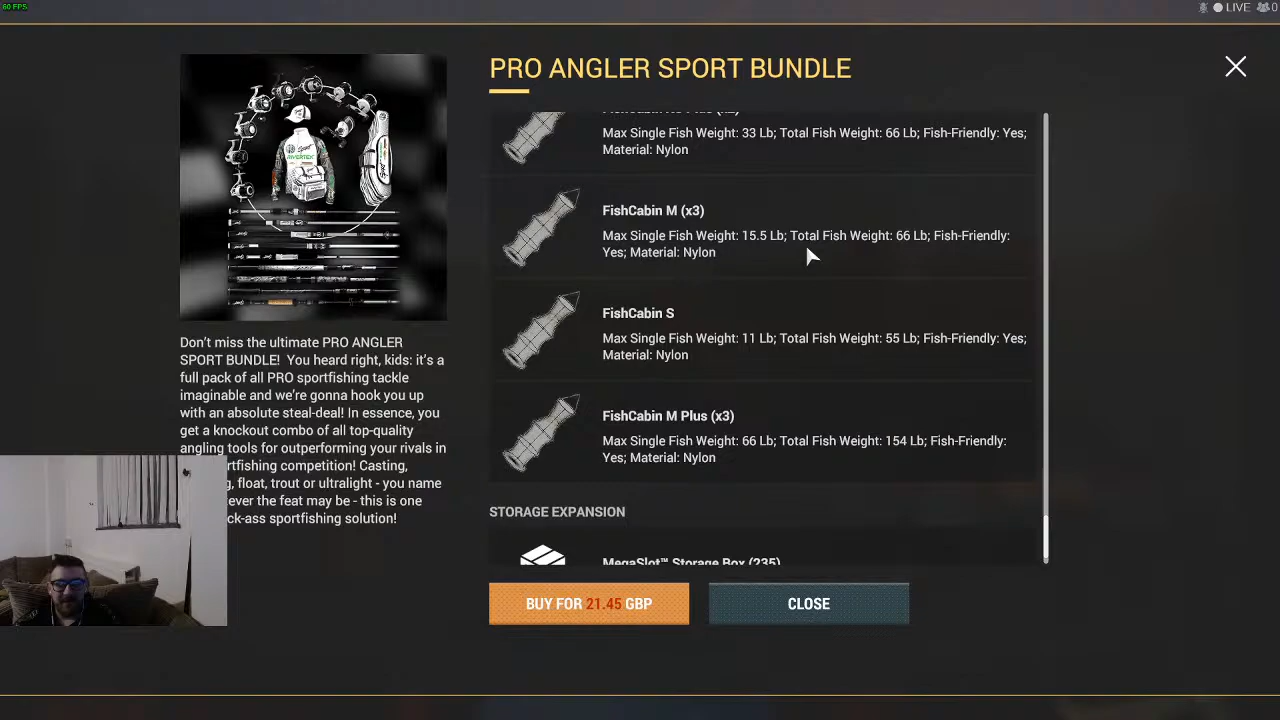 60 FPS
LIVE 0
PRO ANGLER SPORT BUNDLE
Max Single Fish Weight: 33 Lb; Total Fish Weight: 66 Lb; Fish-Friendly: Yes;
Material: Nylon
FishCabin M (x3)
Max Single Fish Weight: 15.5 Lb; Total Fish Weight: 66 Lb; Fish-Friendly:
Yes; Material: Nylon
FishCabin S
Max Single Fish Weight: 11 Lb; Total Fish Weight: 55 Lb; Fish-Friendly: Yes;
Material: Nylon
FishCabin M Plus (x3)
Max Single Fish Weight: 66 Lb; Total Fish Weight: 154 Lb; Fish-Friendly:
Yes; Material: Nylon
STORAGE EXPANSION
MegaSlot™ Storage Box (235)
BUY FOR 21.45 GBP
CLOSE
Sport
RIVERTEK
Don't miss the ultimate PRO ANGLER
SPORT BUNDLE! You heard right, kids: it's a
full pack of all PRO sportfishing tackle
imaginable and we're gonna hook you up
with an absolute steal-deal! In essence, you
get a knockout combo of all top-quality
angling tools for outperforming your rivals in
rtfishing competition! Casting,
g, float, trout or ultralight - you name
ever the feat may be - this is one
ck-ass sportfishing solution!